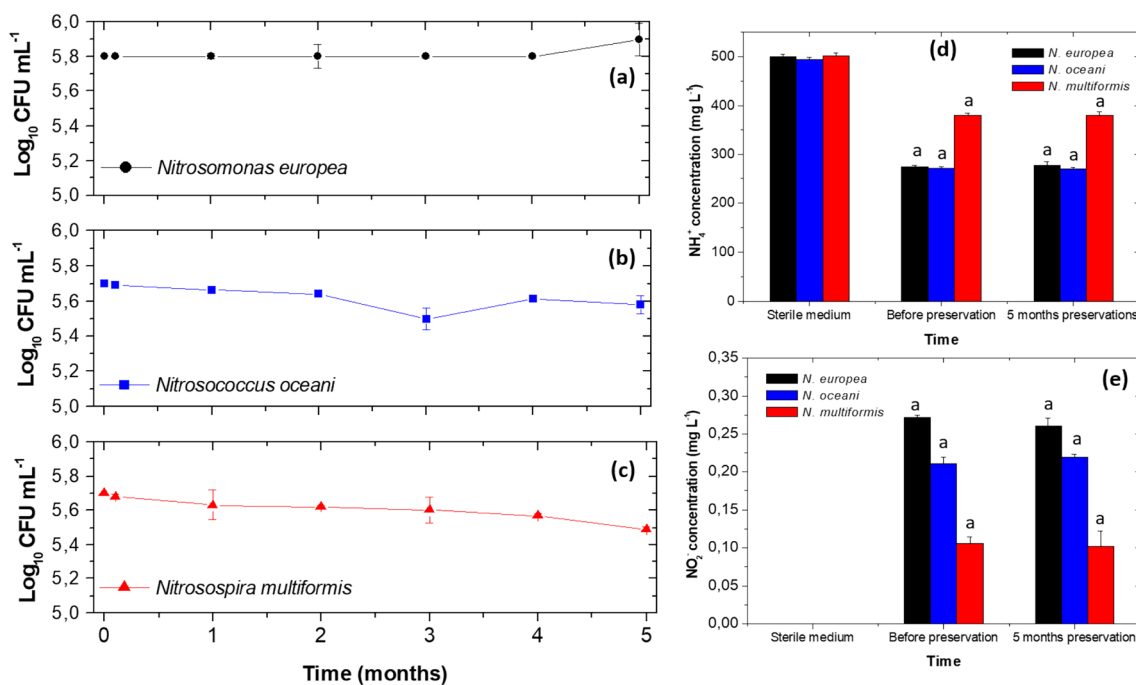 6,0
5,8
5,6
5,4
5,2
5,0
Log10 CFU mL-1
(a)
Nitrosomonas europea
6,0
5,8
5,6
5,4
5,2
5,0
Log10 CFU mL-1
(b)
Nitrosococcus oceani
6,0
5,8
5,6
5,4
5,2
5,0
Log10 CFU mL-1
(c)
Nitrosospira multiformis
0 1 2 3 4 5
Time (months)
(d)
N. europea
N. oceani
N. multiformis
500
400
300
200
100
0
NH4+ concentration (mg L-1)
a a a
a a a
Sterile medium Before preservation 5 months preservations
Time
(e)
N. europea
N. oceani
N. multiformis
0,35
0,30
0,25
0,20
0,15
0,10
0,05
0,00
NO2- concentration (mg L-1)
a a a
a a a
Sterile medium Before preservation 5 months preservation
Time